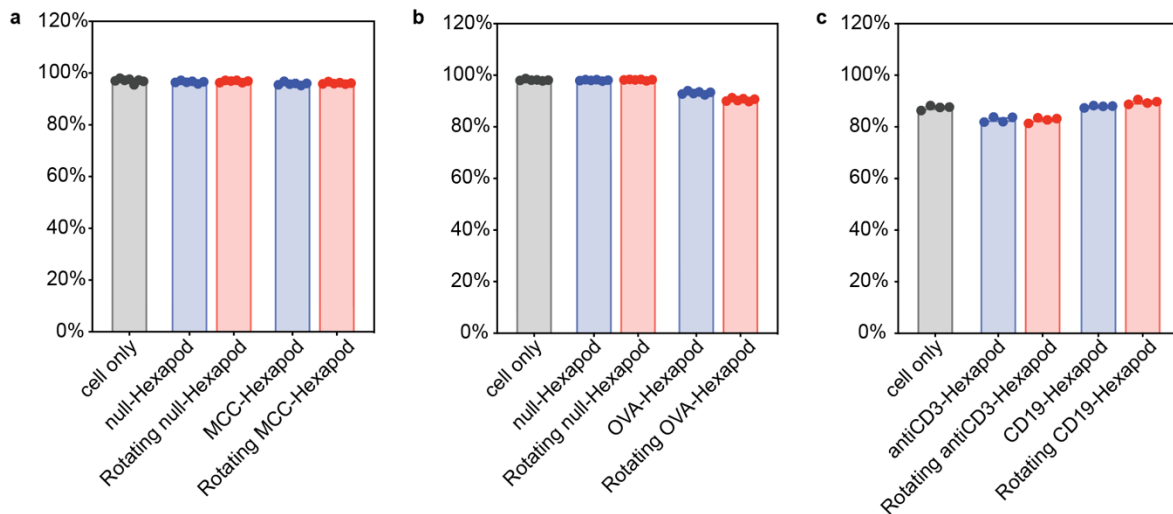 a
120%
100%
80%
60%
40%
20%
0%
cell only
null-Hexapod
Rotating null-Hexapod
MCC-Hexapod
Rotating MCC-Hexapod
b
120%
100%
80%
60%
40%
20%
0%
cell only
null-Hexapod
Rotating null-Hexapod
OVA-Hexapod
Rotating OVA-Hexapod
c
120%
100%
80%
60%
40%
20%
0%
cell only
antiCD3-Hexapod
Rotating antiCD3-Hexapod
CD19-Hexapod
Rotating CD19-Hexapod